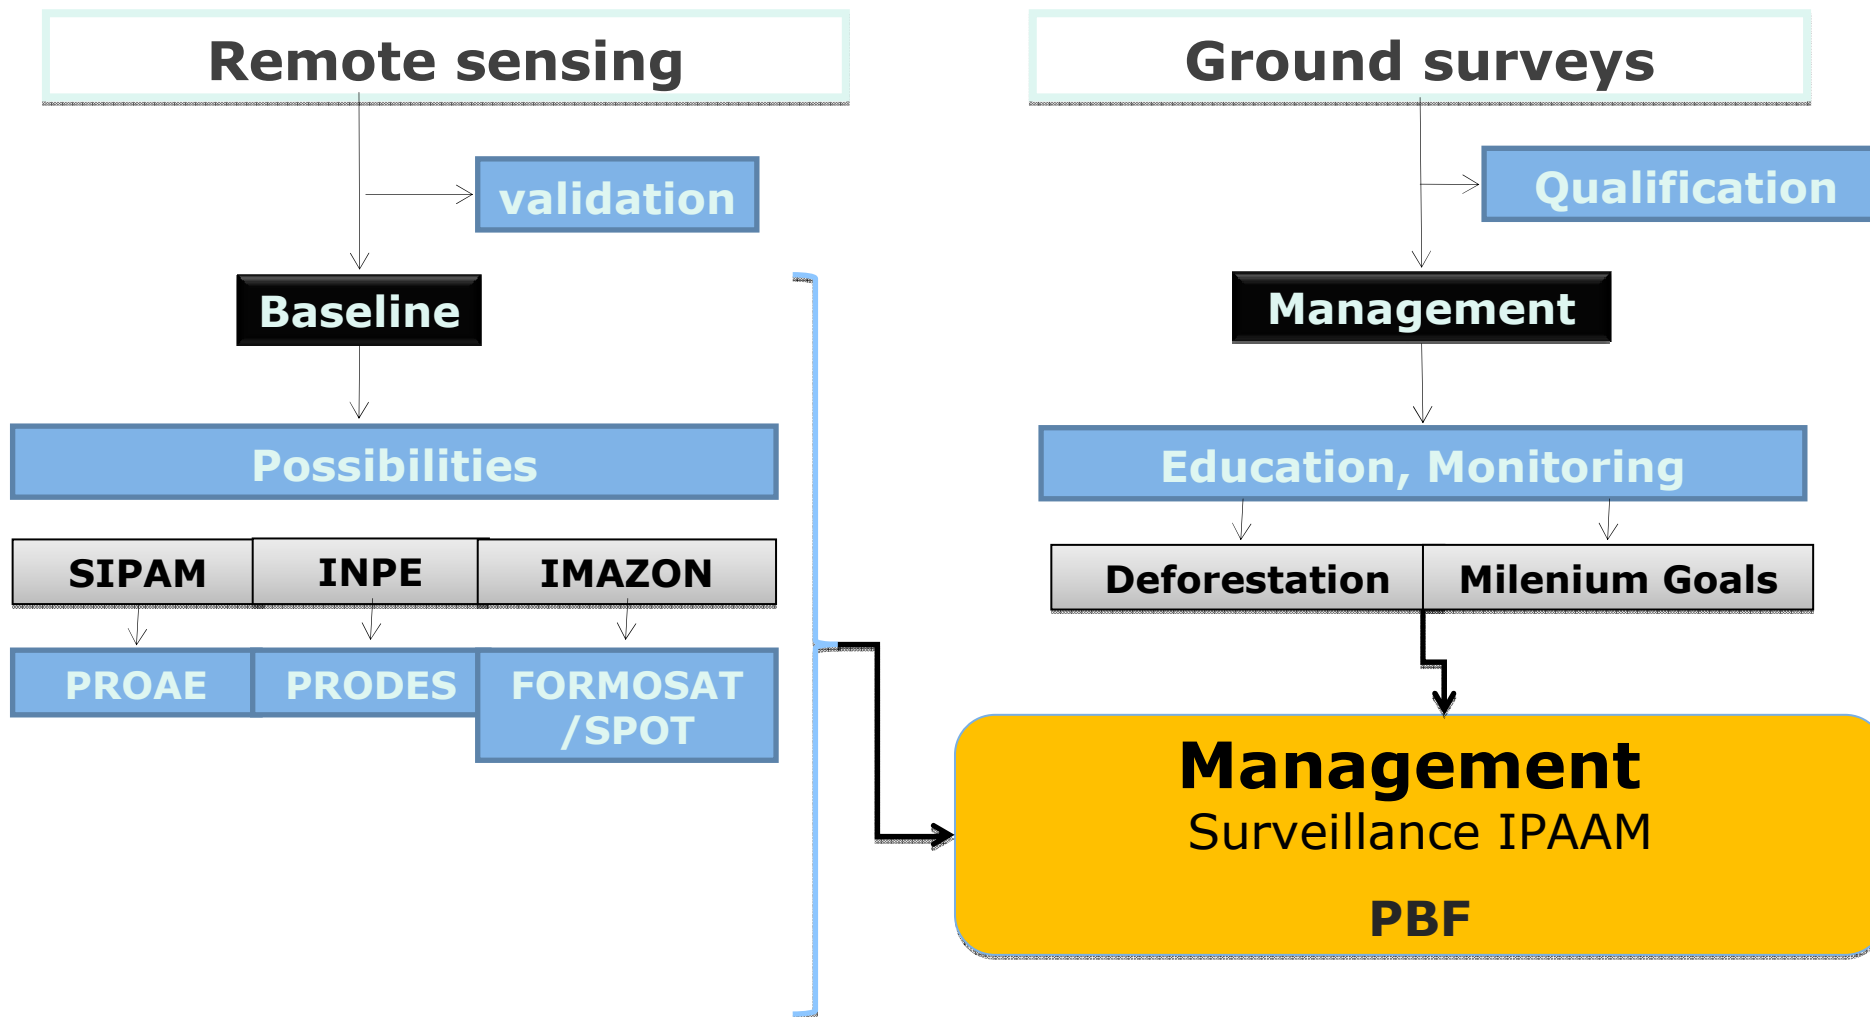 Remote sensing
validation
Baseline
Possibilities
SIPAM
INPE
IMAZON
PROAE
PRODES
FORMOSAT
/SPOT
Ground surveys
Qualification
Management
Education, Monitoring
Deforestation
Milenium Goals
Management
Surveillance IPAAM
PBF